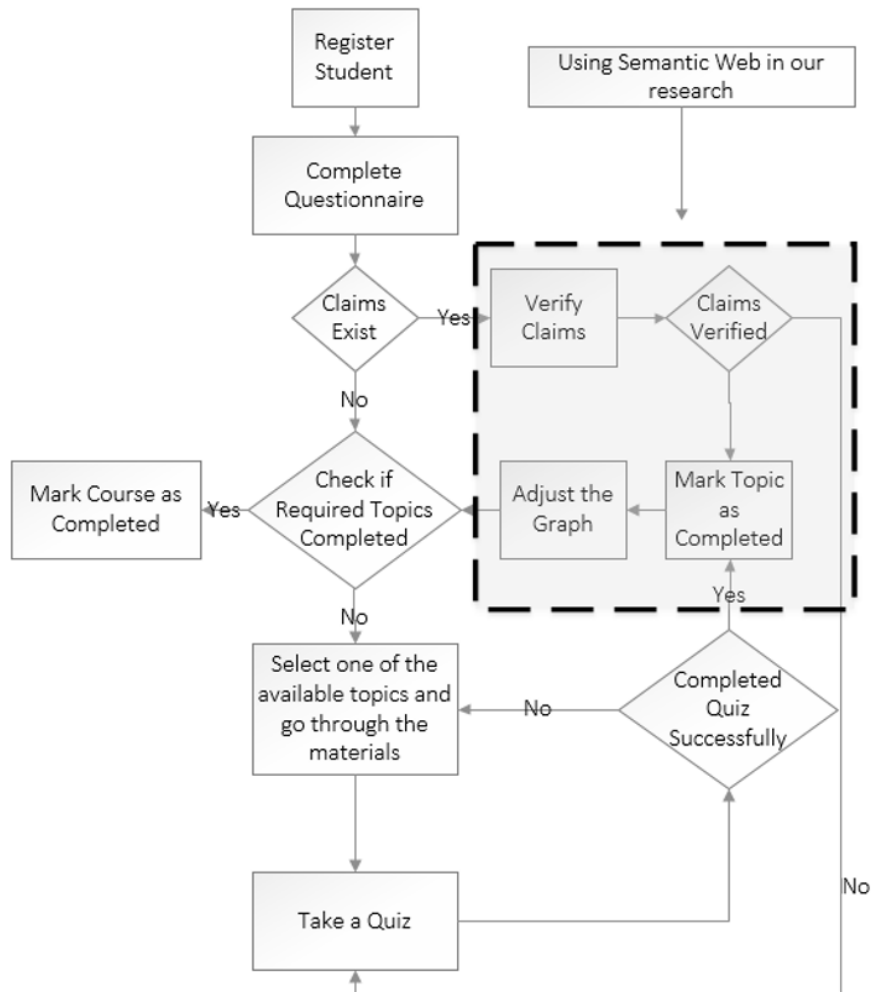 Register
Student
Using Semantic Web in our
research
Complete
Questionnaire
Claims
Exist
Yes
Verify
Claims
Claims
Verified
No
Mark Course as
Completed
Yes
Check if
Required Topics
Completed
Adjust the
Graph
Mark Topic
as
Completed
Yes
No
Select one of the
available topics and
go through the
materials
No
Completed
Quiz
Successfully
No
Take a Quiz